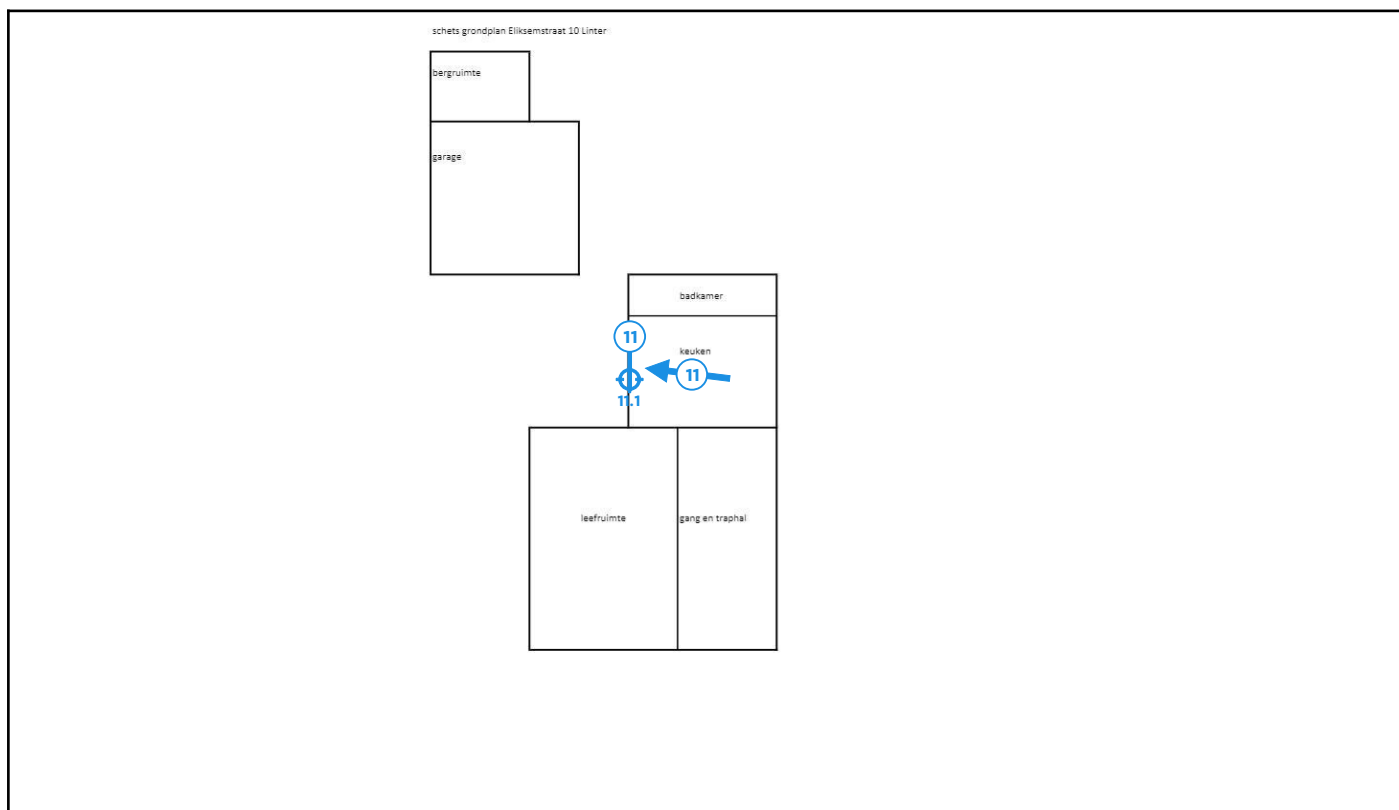 schets grondplan Eliksemstraat 10 Linter
bergruimte
garage
badkamer
11
keuken
11
11.1
leefruimte
gang en traphal